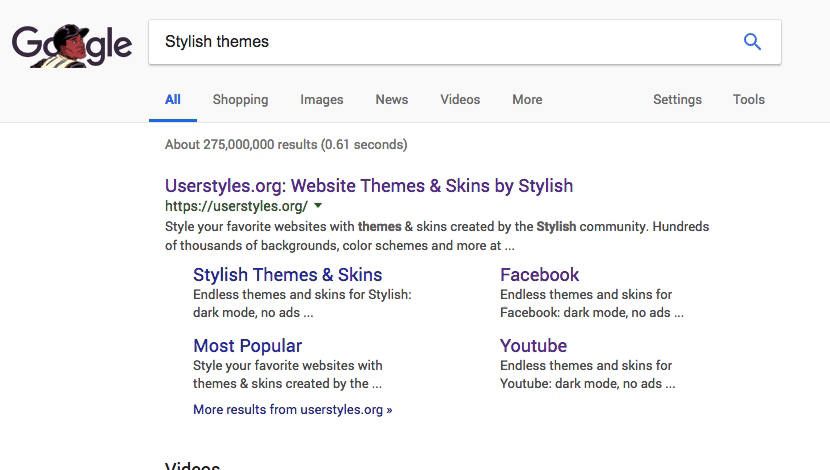 Google
Stylish themes
All Shopping Images News Videos More Settings Tools
About 275,000,000 results (0.61 seconds)
Userstyles.org: Website Themes & Skins by Stylish
https://userstyles.org/
Style your favorite websites with themes & skins created by the Stylish community. Hundreds
of thousands of backgrounds, color schemes and more at ...
Stylish Themes & Skins
Endless themes and skins for Stylish:
dark mode, no ads ...
Facebook
Endless themes and skins for
Facebook: dark mode, no ads ...
Most Popular
Style your favorite websites with
themes & skins created by the ...
Youtube
Endless themes and skins for
Youtube: dark mode, no ads ...
More results from userstyles.org »
Videos